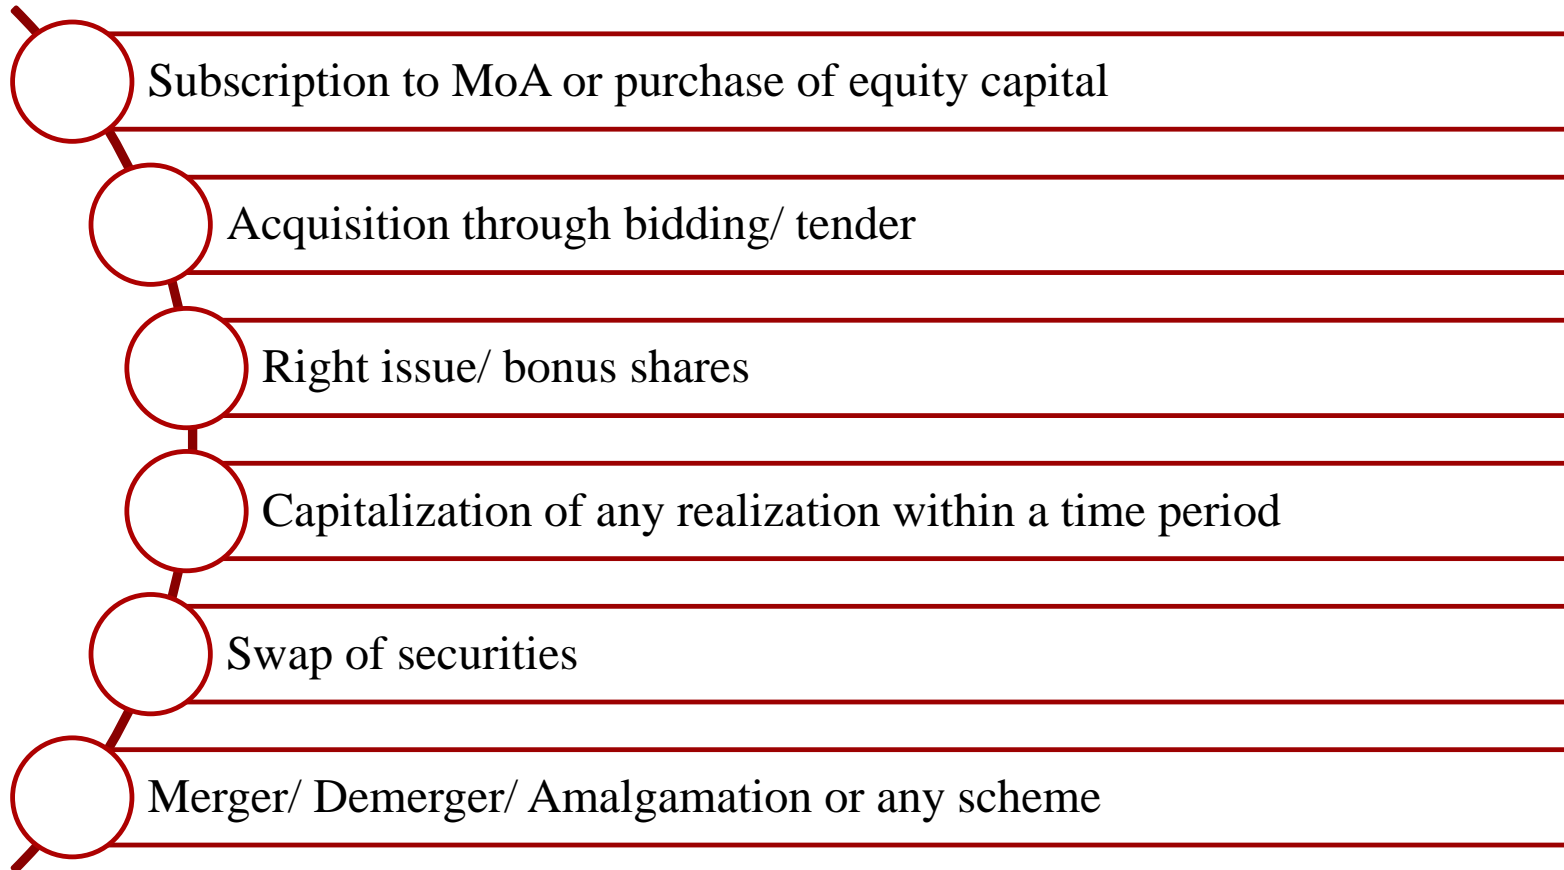 Subscription to MoA or purchase of equity capital
Acquisition through bidding/ tender
Right issue/ bonus shares
Capitalization of any realization within a time period
Swap of securities
Merger/ Demerger/ Amalgamation or any scheme